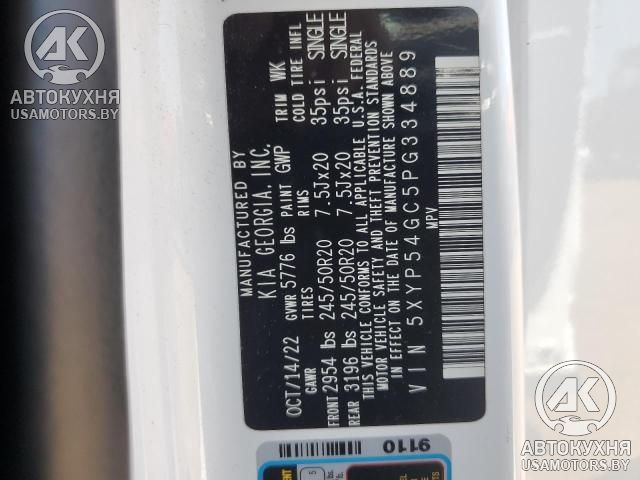 MANUFACTURED BY
KIA GEORGIA, INC.
OCT/14/22 GVWR 5776 lbs PAINT GWP TRIM WK
GAWR TIRES RIMS COLD TIRE INFL
FRONT 2954 lbs 245/50R20 7.5Jx20 35psi SINGLE
REAR 3196 lbs 245/50R20 7.5Jx20 35psi SINGLE
THIS VEHICLE CONFORMS TO ALL APPLICABLE U.S.A. FEDERAL
MOTOR VEHICLE SAFETY AND THEFT PREVENTION STANDARDS
IN EFFECT ON THE DATE OF MANUFACTURE SHOWN ABOVE
VIN 5XYP54GC5PG334889
MPV
9110
5
AK
АВТОКУХНЯ
USAMOTORS.BY
AK
АВТОКУХНЯ
USAMOTORS.BY